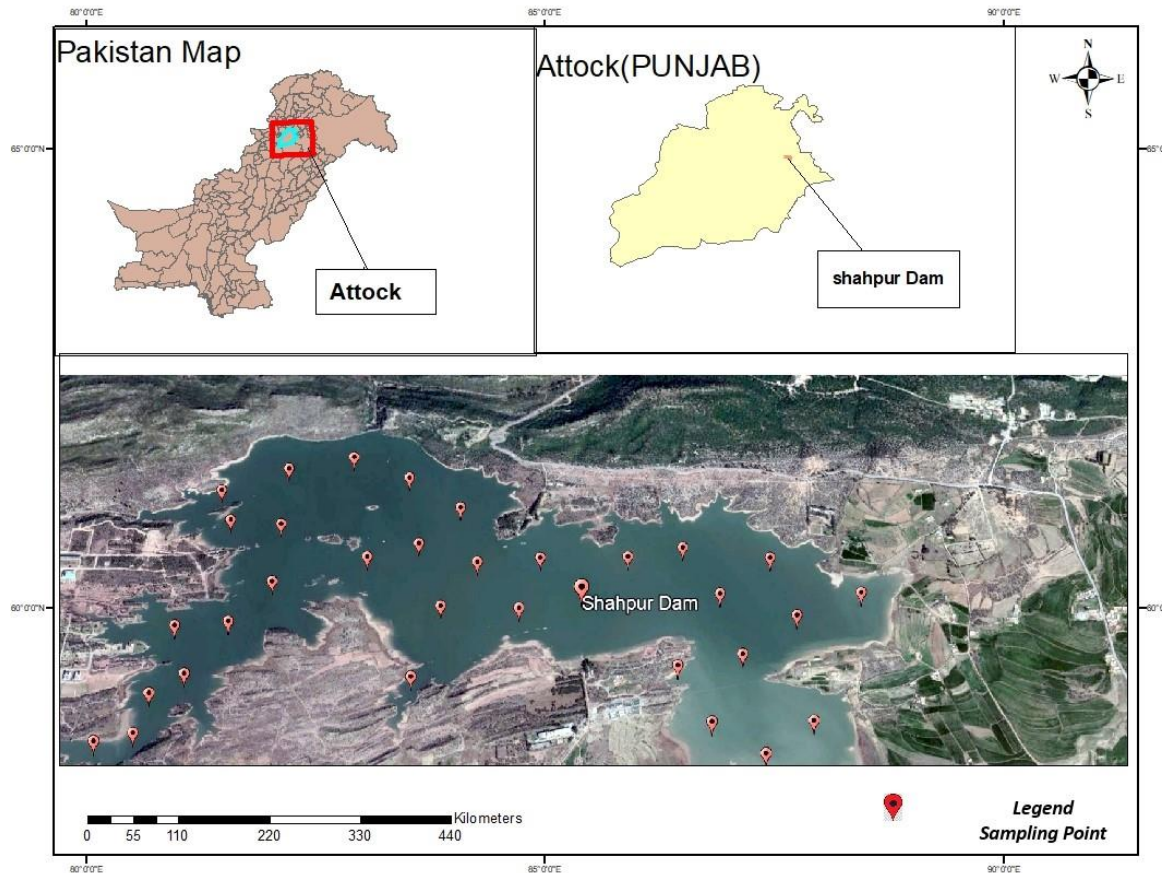 80°0'0"E
85°0'0"E
90°0'0"E
Pakistan Map
Attock(PUNJAB)
N
W
E
S
65°0'0"N
65°0'0"N
Attock
shahpur Dam
60°0'0"N
Shahpur Dam
60°0'0"N
Kilometers
0 55 110 220 330 440
Legend
Sampling Point
80°0'0"E
85°0'0"E
90°0'0"E